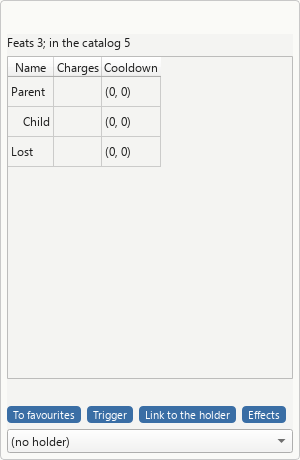 Feats 3; in the catalog 5
Name Charges Cooldown
Parent (0, 0)
Child (0, 0)
Lost (0, 0)
To favourites Trigger Link to the holder Effects
(no holder)